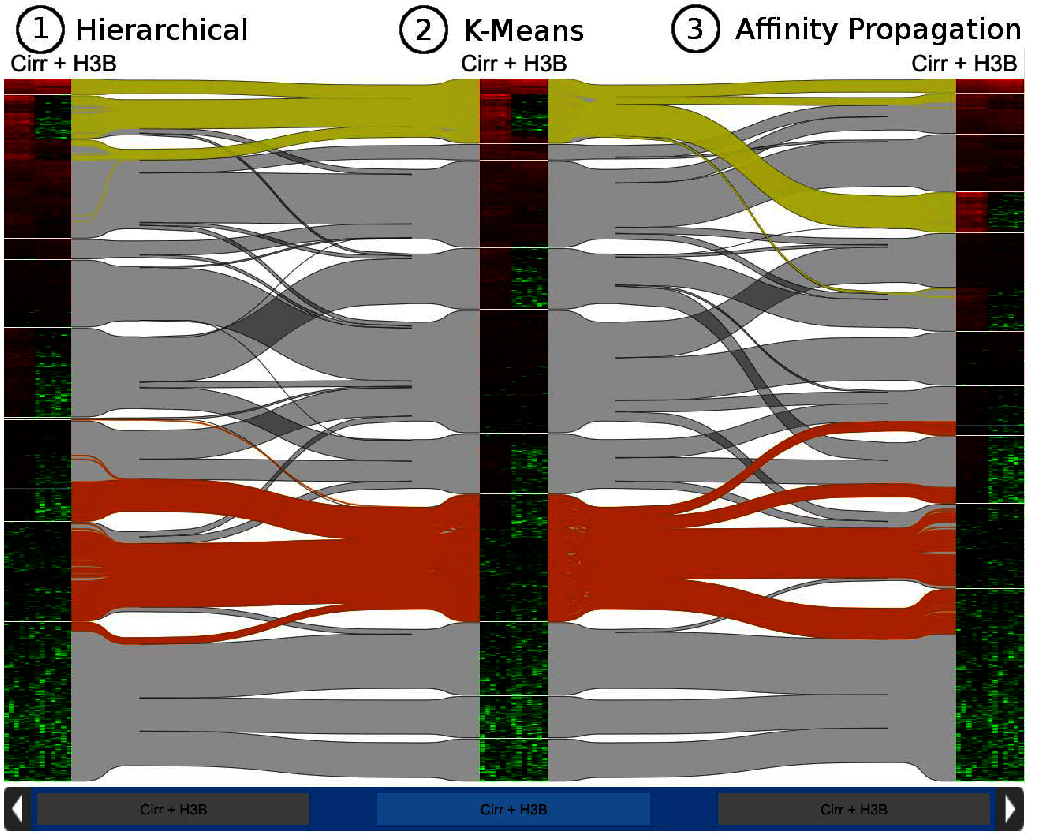 1 Hierarchical
2 K-Means
3 Affinity Propagation
Cirr + H3B
Cirr + H3B
Cirr + H3B
Cirr + H3B
Cirr + H3B
Cirr + H3B